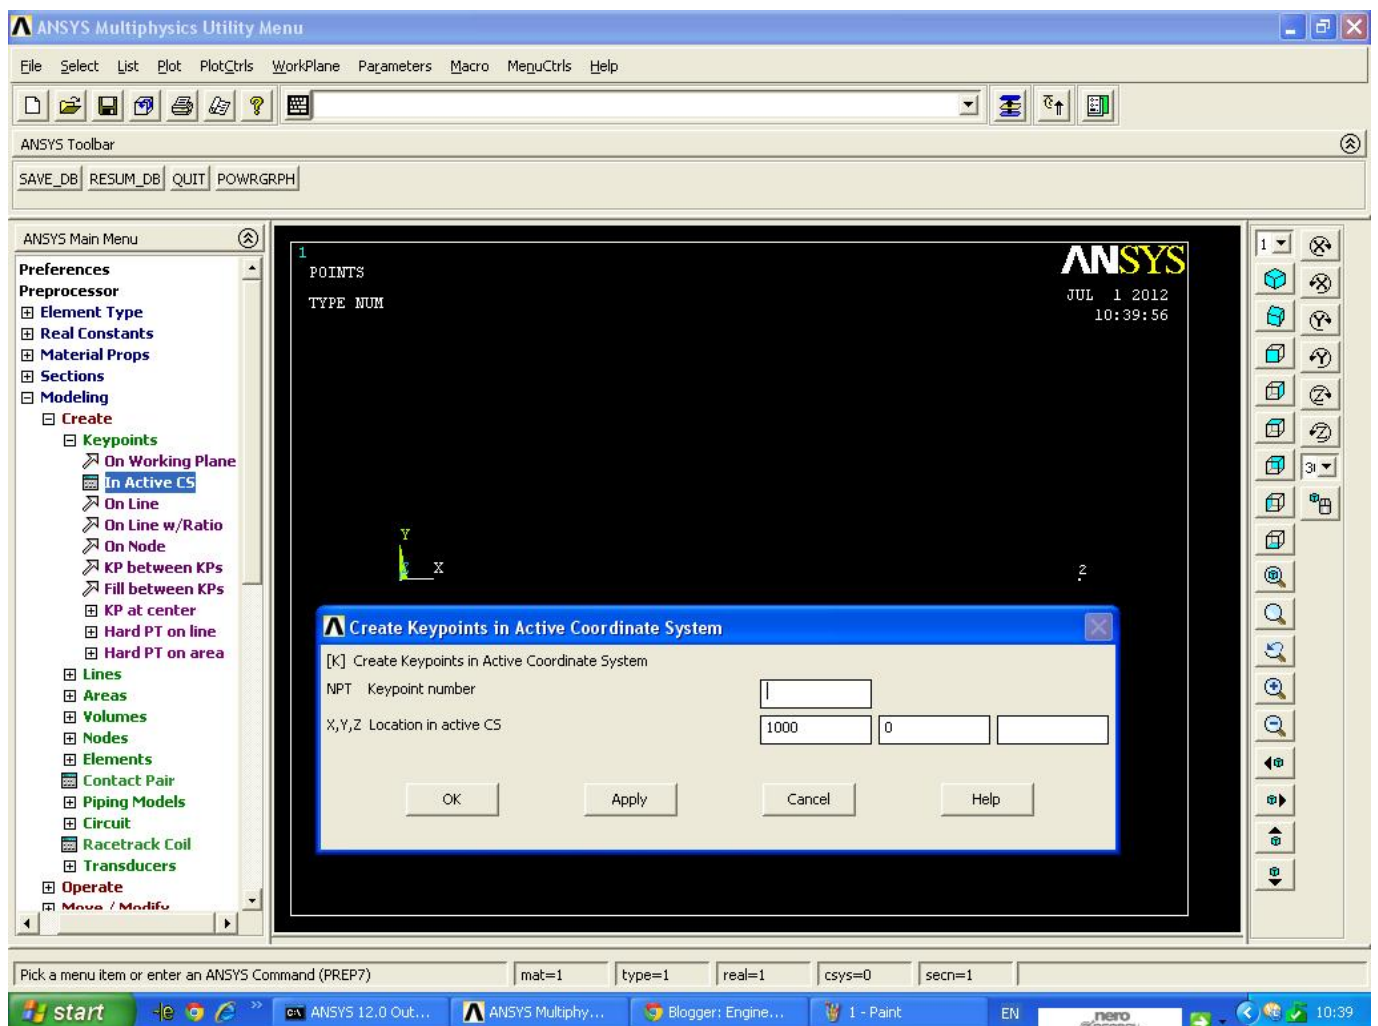 ANSYS Multiphysics Utility Menu
File Select List Plot PlotCtrls WorkPlane Parameters Macro MenuCtrls Help
ANSYS Toolbar
SAVE_DB RESUM_DB QUIT POWRGRPH
ANSYS Main Menu
Preferences
Preprocessor
Element Type
Real Constants
Material Props
Sections
Modeling
Create
Keypoints
On Working Plane
In Active CS
On Line
On Line w/Ratio
On Node
KP between KPs
Fill between KPs
KP at center
Hard PT on line
Hard PT on area
Lines
Areas
Volumes
Nodes
Elements
Contact Pair
Piping Models
Circuit
Racetrack Coil
Transducers
Operate
Move / Modify
1
POINTS
TYPE NUM
ANSYS
JUL 1 2012
10:39:56
Y
Z X
2
Create Keypoints in Active Coordinate System
[K] Create Keypoints in Active Coordinate System
NPT Keypoint number
X,Y,Z Location in active CS 1000 0
OK Apply Cancel Help
1
X
X
Y
Y
Z
Z
Pick a menu item or enter an ANSYS Command (PREP7) mat=1 type=1 real=1 csys=0 secn=1
start ANSYS 12.0 Out... ANSYS Multiphy... Blogger: Engine... 1 - Paint EN nero 10:39